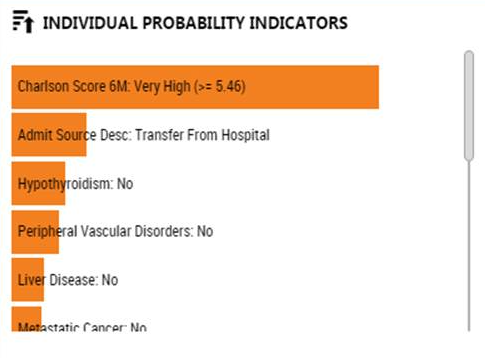 INDIVIDUAL PROBABILITY INDICATORS
Charlson Score 6M: Very High (>= 5.46)
Admit Source Desc: Transfer From Hospital
Hypothyroidism: No
Peripheral Vascular Disorders: No
Liver Disease: No
Metastatic Cancer: No